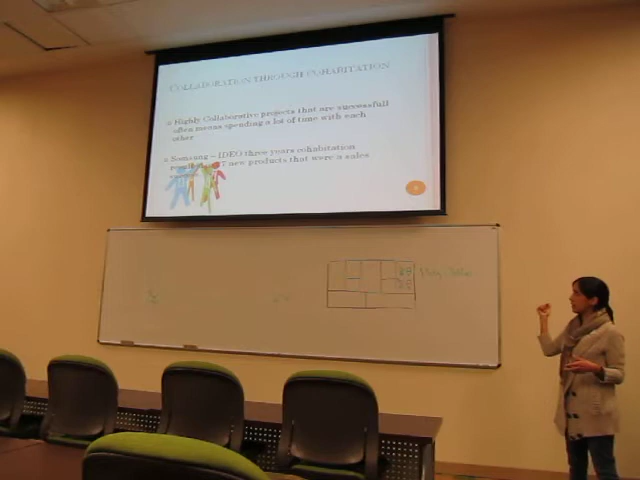 COLLABORATION THROUGH COHABITATION
Highly Collaborative projects that are successfull
often means spending a lot of time with each
other
Samsung – IDEO three years cohabitation
new products that were a sales